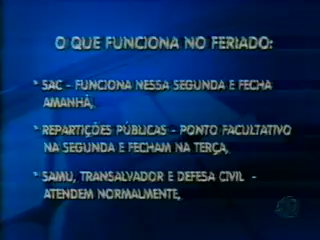 O QUE FUNCIONA NO FERIADO:
* SAC - FUNCIONA NESSA SEGUNDA E FECHA
AMANHÃ,
* REPARTIÇÕES PÚBLICAS - PONTO FACULTATIVO
NA SEGUNDA E FECHAM NA TERÇA,
* SAMU, TRANSALVADOR E DEFESA CIVIL -
ATENDEM NORMALMENTE,